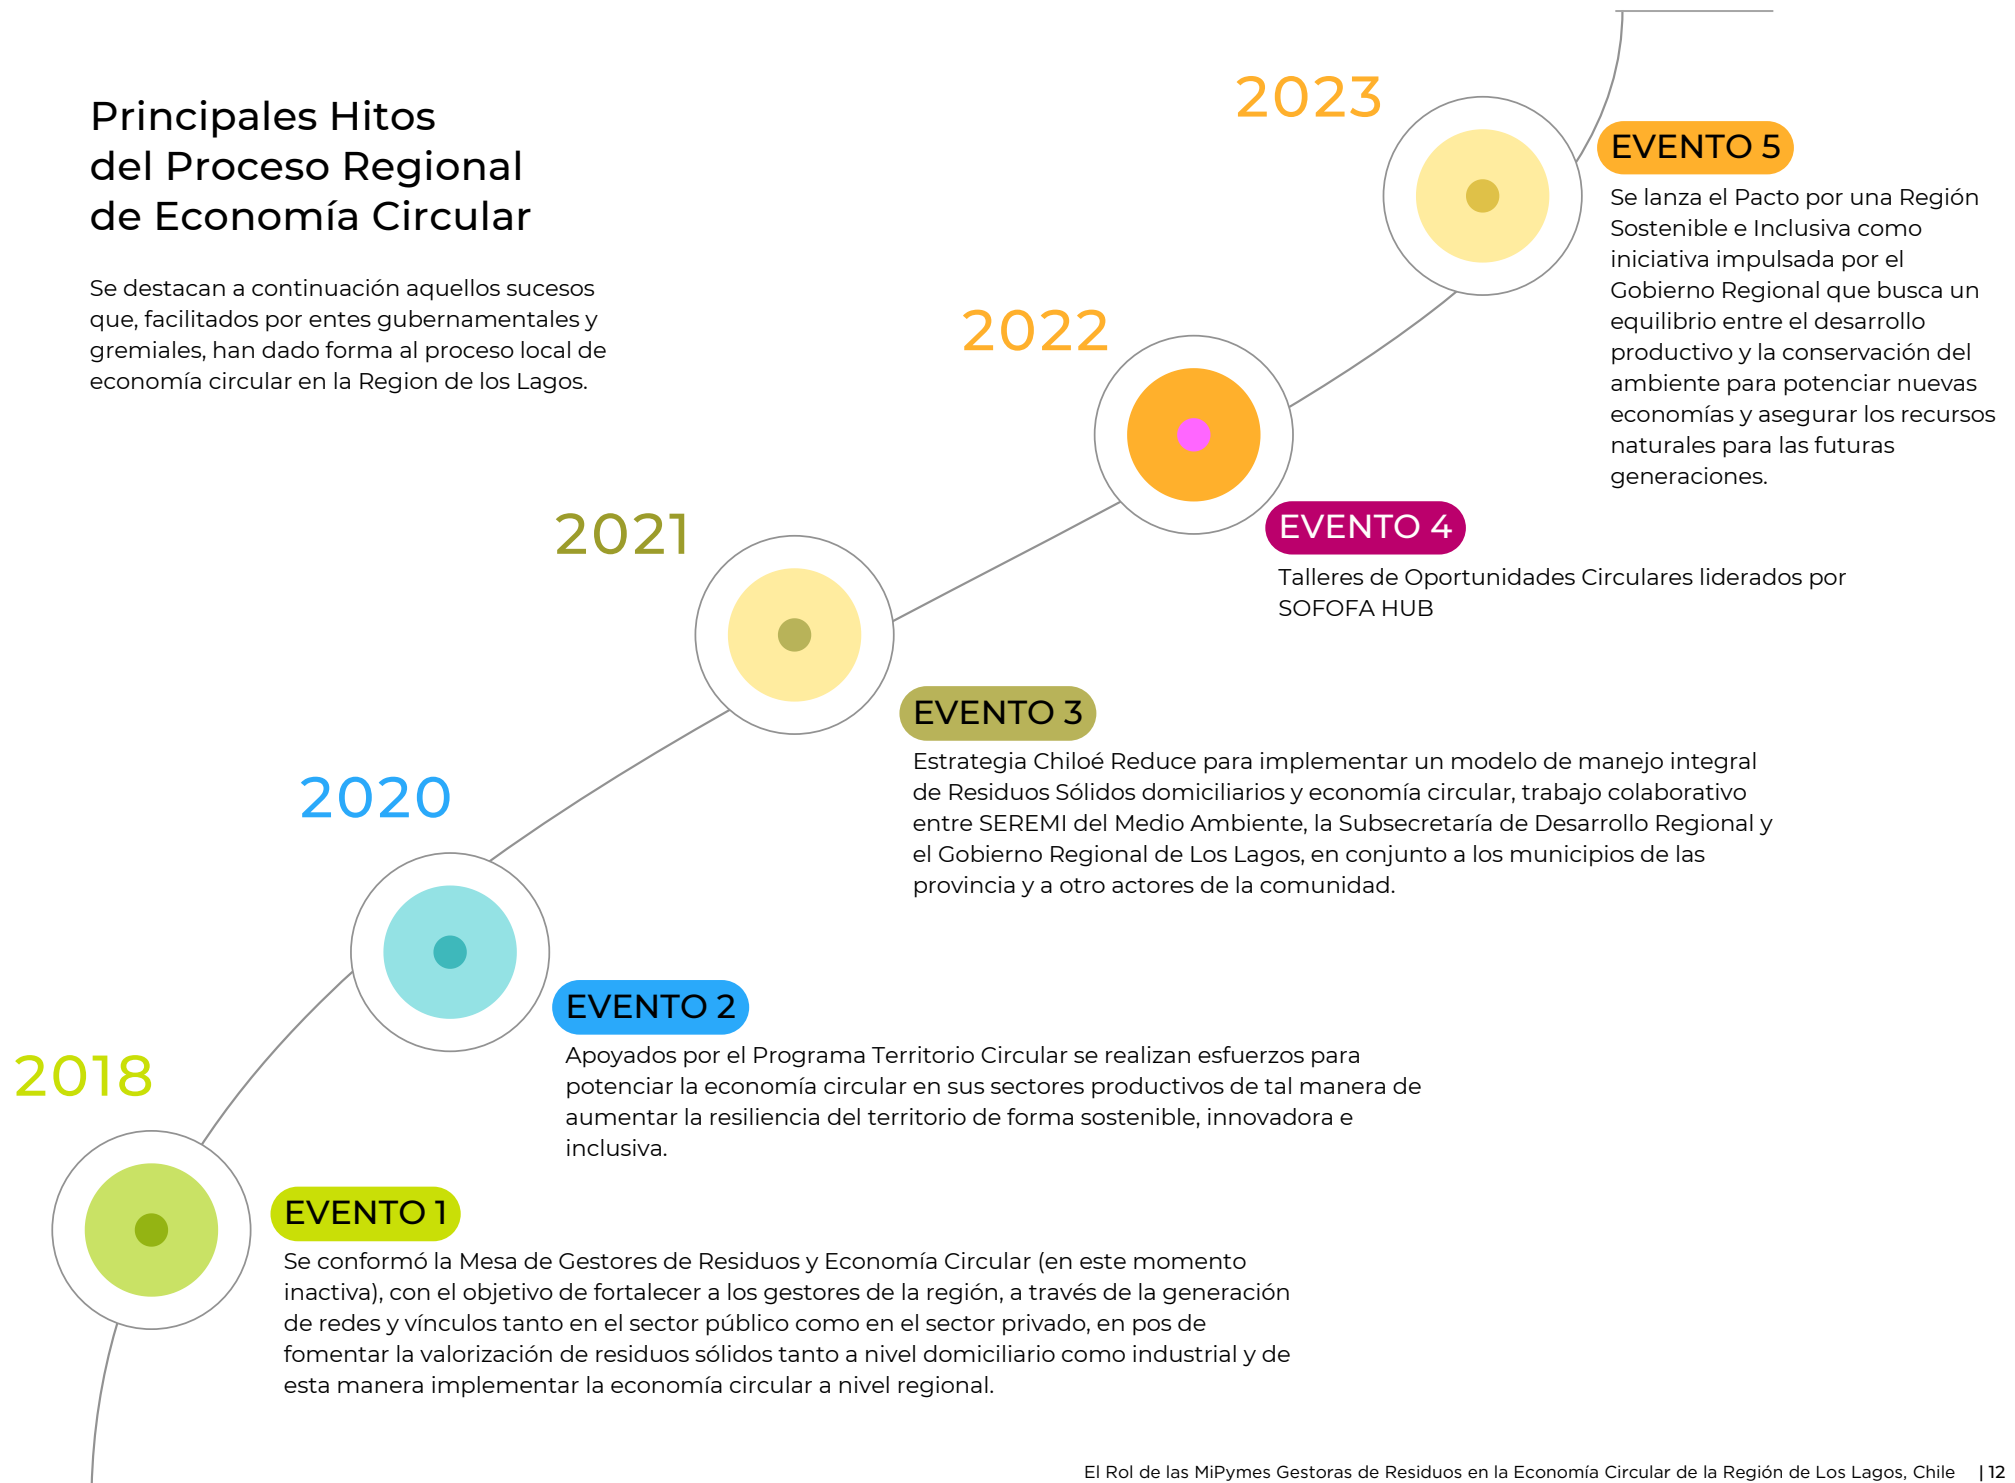 Principales Hitos
del Proceso Regional
de Economía Circular
Se destacan a continuación aquellos sucesos
que, facilitados por entes gubernamentales y
gremiales, han dado forma al proceso local de
economía circular en la Region de los Lagos.
2023
EVENTO 5
Se lanza el Pacto por una Región
Sostenible e Inclusiva como
iniciativa impulsada por el
Gobierno Regional que busca un
equilibrio entre el desarrollo
productivo y la conservación del
ambiente para potenciar nuevas
economías y asegurar los recursos
naturales para las futuras
generaciones.
2022
EVENTO 4
Talleres de Oportunidades Circulares liderados por
SOFOFA HUB
2021
EVENTO 3
Estrategia Chiloé Reduce para implementar un modelo de manejo integral
de Residuos Sólidos domiciliarios y economía circular, trabajo colaborativo
entre SEREMI del Medio Ambiente, la Subsecretaría de Desarrollo Regional y
el Gobierno Regional de Los Lagos, en conjunto a los municipios de las
provincia y a otro actores de la comunidad.
2020
EVENTO 2
Apoyados por el Programa Territorio Circular se realizan esfuerzos para
potenciar la economía circular en sus sectores productivos de tal manera de
aumentar la resiliencia del territorio de forma sostenible, innovadora e
inclusiva.
2018
EVENTO 1
Se conformó la Mesa de Gestores de Residuos y Economía Circular (en este momento
inactiva), con el objetivo de fortalecer a los gestores de la región, a través de la generación
de redes y vínculos tanto en el sector público como en el sector privado, en pos de
fomentar la valorización de residuos sólidos tanto a nivel domiciliario como industrial y de
esta manera implementar la economía circular a nivel regional.
El Rol de las MiPymes Gestoras de Residuos en la Economía Circular de la Región de Los Lagos, Chile | 12